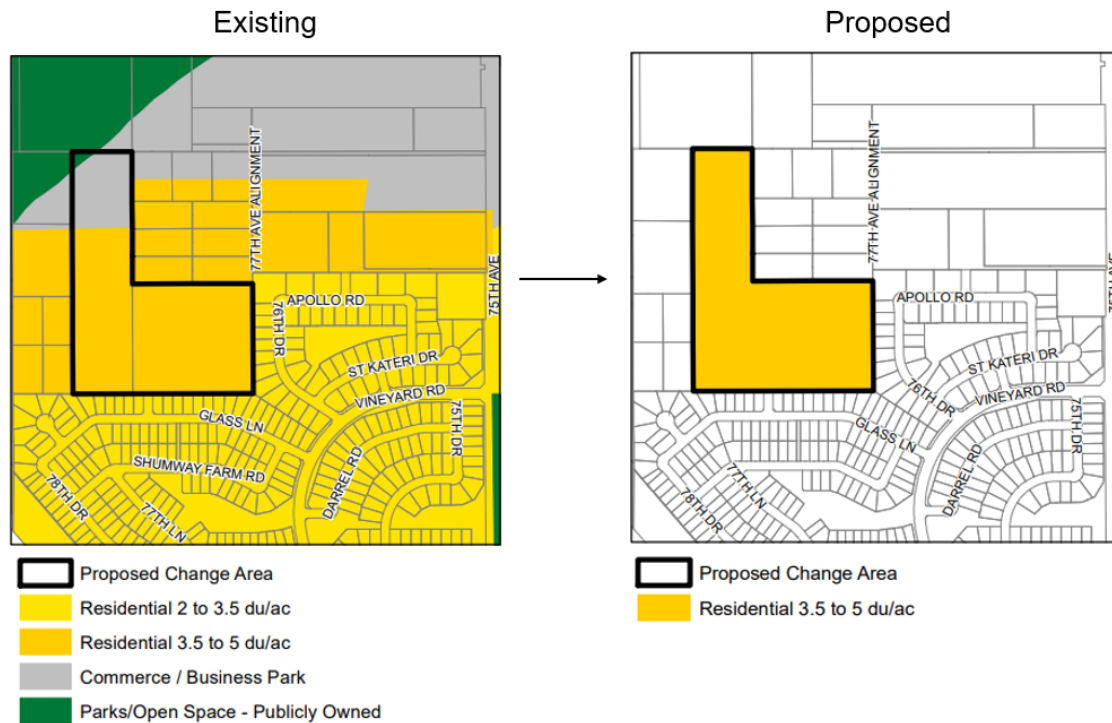 Existing
Proposed
77TH AVE ALIGNMENT
75TH AVE
APOLLO RD
76TH DR
ST KATERI DR
VINEYARD RD
GLASS LN
75TH DR
SHUMWAY FARM RD
DARREL RD
78TH DR
77TH LN
77TH AVE ALIGNMENT
75TH AVE
APOLLO RD
ST KATERI DR
76TH DR
VINEYARD RD
GLASS LN
75TH DR
77TH LN
DARREL RD
78TH DR
Proposed Change Area
Residential 2 to 3.5 du/ac
Residential 3.5 to 5 du/ac
Commerce / Business Park
Parks/Open Space - Publicly Owned
Proposed Change Area
Residential 3.5 to 5 du/ac